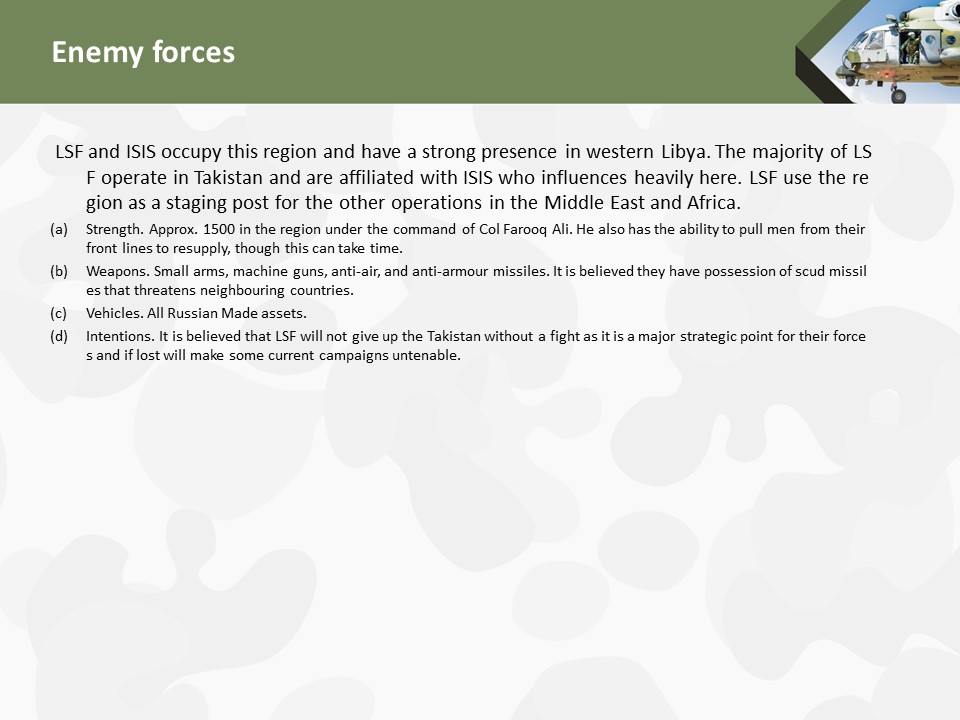 Enemy forces
LSF and ISIS occupy this region and have a strong presence in western Libya. The majority of LS
F operate in Takistan and are affiliated with ISIS who influences heavily here. LSF use the re
gion as a staging post for the other operations in the Middle East and Africa.
(a) Strength. Approx. 1500 in the region under the command of Col Farooq Ali. He also has the ability to pull men from their
front lines to resupply, though this can take time.
(b) Weapons. Small arms, machine guns, anti-air, and anti-armour missiles. It is believed they have possession of scud missil
es that threatens neighbouring countries.
(c) Vehicles. All Russian Made assets.
(d) Intentions. It is believed that LSF will not give up the Takistan without a fight as it is a major strategic point for their force
s and if lost will make some current campaigns untenable.